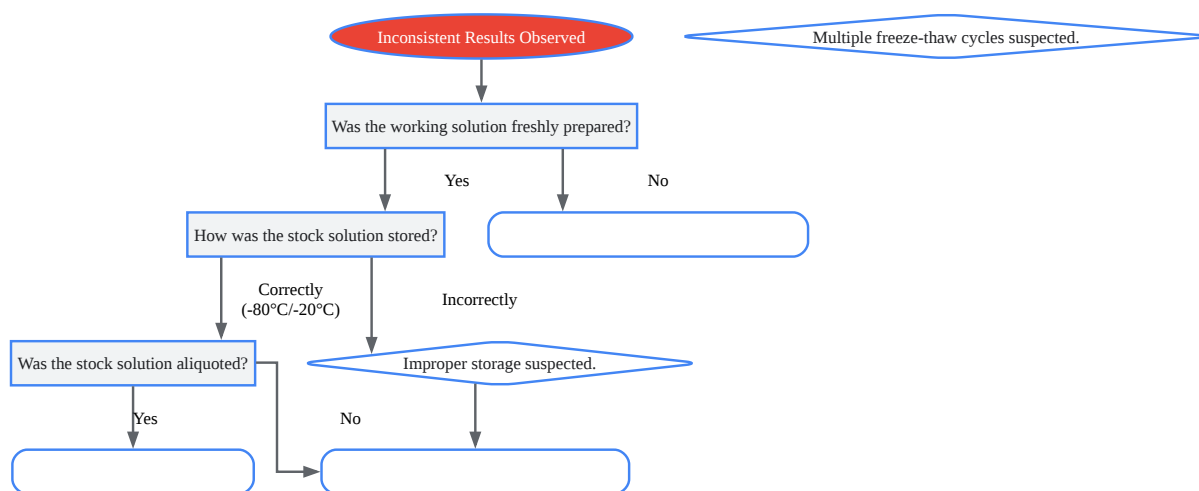 Inconsistent Results Observed
Multiple freeze-thaw cycles suspected.
Was the working solution freshly prepared?
Yes
No
How was the stock solution stored?
Correctly
(-80°C/-20°C)
Incorrectly
Was the stock solution aliquoted?
Improper storage suspected.
Yes
No